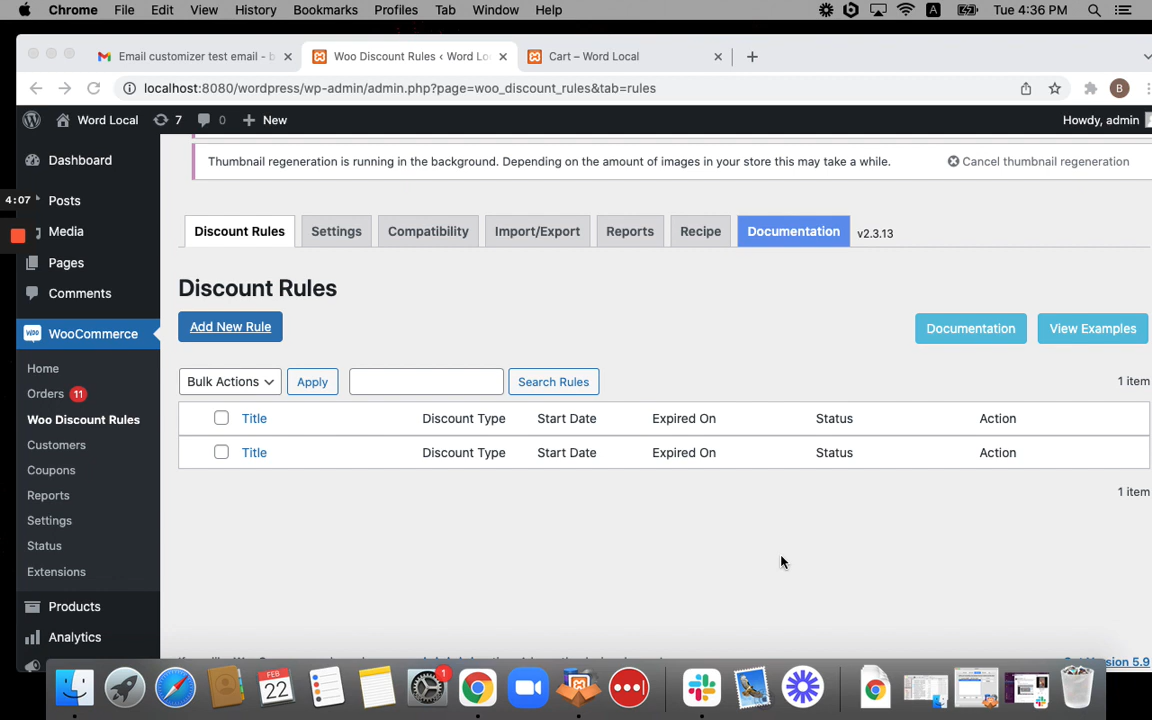 Chrome File Edit View History Bookmarks Profiles Tab Window Help A Tue 4:36 PM
Email customizer test email - b Woo Discount Rules ‹ Word Lo Cart – Word Local
localhost:8080/wordpress/wp-admin/admin.php?page=woo_discount_rules&tab=rules B
Word Local 7 0 New Howdy, admin
Thumbnail regeneration is running in the background. Depending on the amount of images in your store this may take a while. Cancel thumbnail regeneration
Dashboard
4:07 Posts
Media
Pages
Comments
WooCommerce
Home
Orders 11
Woo Discount Rules
Customers
Coupons
Reports
Settings
Status
Extensions
Products
Analytics
Discount Rules Settings Compatibility Import/Export Reports Recipe Documentation v2.3.13
Discount Rules
Add New Rule Documentation View Examples
Bulk Actions Apply Search Rules 1 item
Title Discount Type Start Date Expired On Status Action
Title Discount Type Start Date Expired On Status Action
1 item
Version 5.9
FEB
22
1